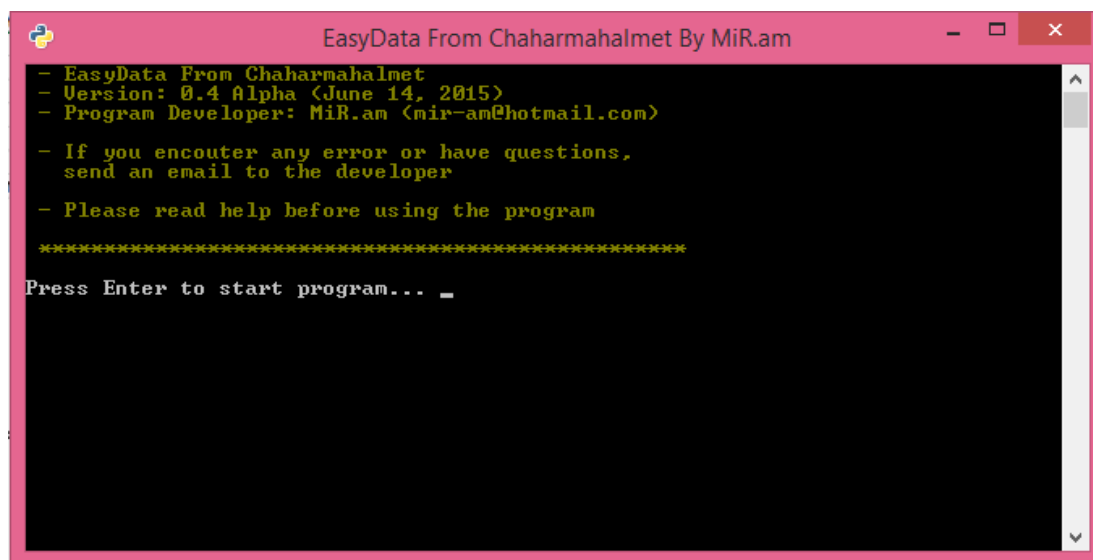 EasyData From Chaharmahalmet By MiR.am
- EasyData From Chaharmahalmet
- Version: 0.4 Alpha (June 14, 2015)
- Program Developer: MiR.am (mir-am@hotmail.com)
- If you encouter any error or have questions,
send an email to the developer
- Please read help before using the program
**************************************************
Press Enter to start program... _